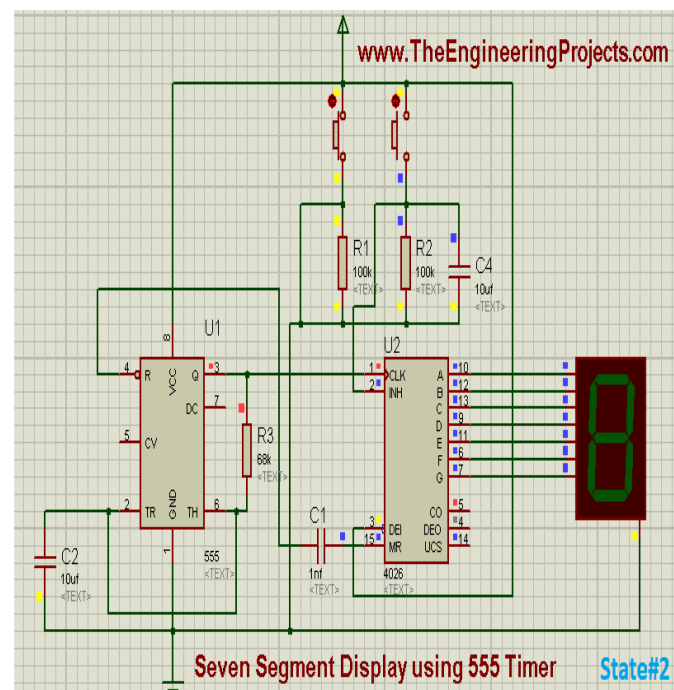 www.TheEngineeringProjects.com
R1
100k
<TEXT>
R2
100k
<TEXT>
C4
10uf
<TEXT>
U1
8
VCC
4
R
Q
3
DC
7
5
CV
2
TR
GND
TH
6
1
555
<TEXT>
R3
68k
<TEXT>
C2
10uf
<TEXT>
C1
1nf
<TEXT>
U2
1
CLK
2
INH
3
DEI
15
MR
A
10
B
12
C
13
D
9
E
11
F
6
G
7
CO
5
DEO
4
UCS
14
4026
<TEXT>
Seven Segment Display using 555 Timer
State#2